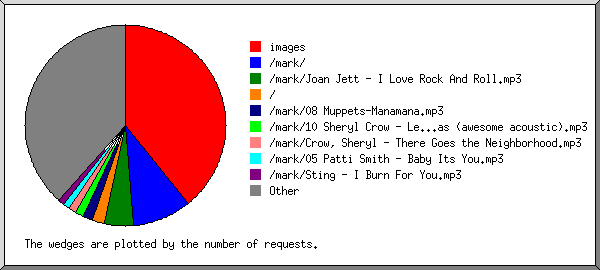 images
/mark/
/mark/Joan Jett - I Love Rock And Roll.mp3
/
/mark/08 Muppets-Manamana.mp3
/mark/10 Sheryl Crow - Le...as (awesome acoustic).mp3
/mark/Crow, Sheryl - There Goes the Neighborhood.mp3
/mark/05 Patti Smith - Baby Its You.mp3
/mark/Sting - I Burn For You.mp3
Other
The wedges are plotted by the number of requests.